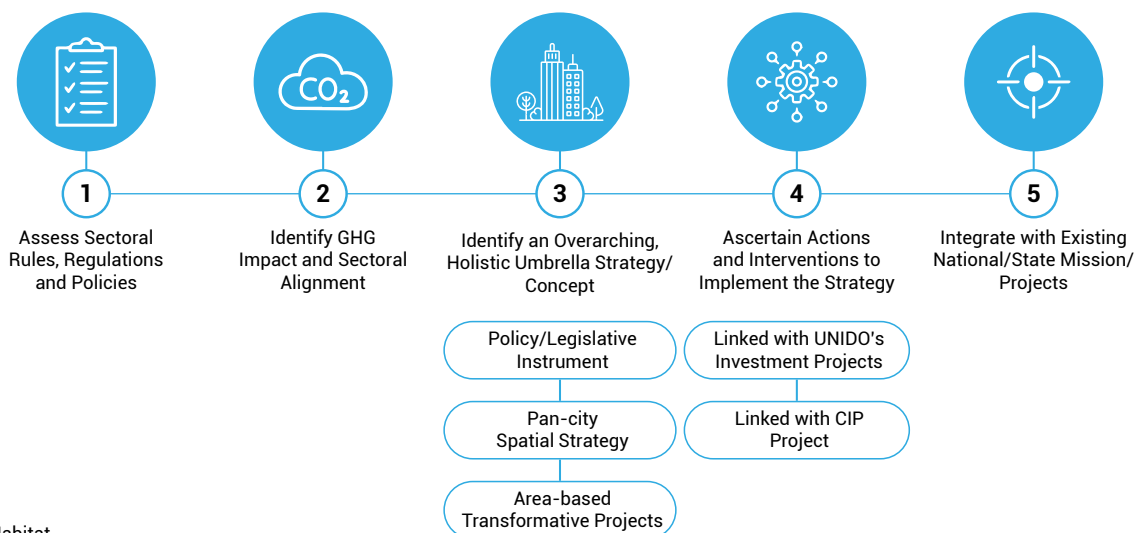 CO₂
1
Assess Sectoral
Rules, Regulations
and Policies
2
Identify GHG
Impact and Sectoral
Alignment
3
Identify an Overarching,
Holistic Umbrella Strategy/
Concept
4
Ascertain Actions
and Interventions to
Implement the Strategy
5
Integrate with Existing
National/State Mission/
Projects
Policy/Legislative
Instrument
Pan-city
Spatial Strategy
Area-based
Transformative Projects
Linked with UNIDO's
Investment Projects
Linked with CIP
Project